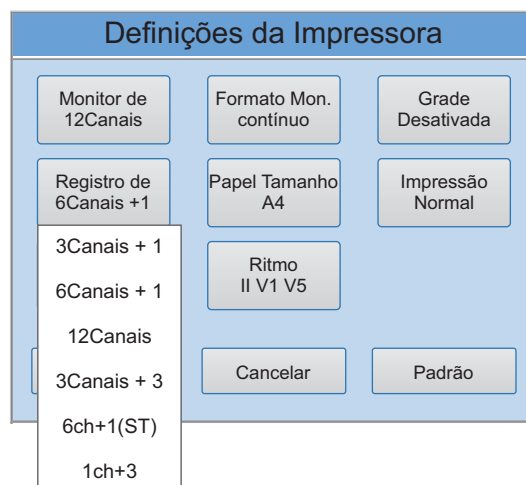 Definições da Impressora
Monitor de
12Canais
Formato Mon.
contínuo
Grade
Desativada
Registro de
6Canais +1
Papel Tamanho
A4
Impressão
Normal
3Canais + 1
6Canais + 1
12Canais
3Canais + 3
6ch+1(ST)
1ch+3
Ritmo
II V1 V5
Cancelar
Padrão